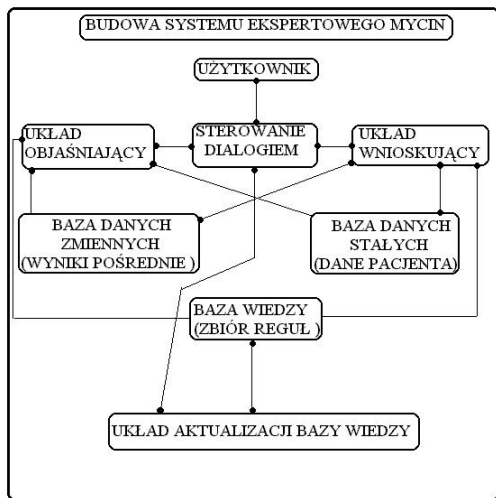 BUDOWA SYSTEMU EKSPERTOWEGO MYCIN
UŻYTKOWNIK
UKŁAD
OBJAŚNIAJĄCY
STEROWANIE
DIALOGIEM
UKŁAD
WNIOSKUJĄCY
BAZA DANYCH
ZMIENNYCH
(WYNIKI POŚREDNIE )
BAZA DANYCH
STAŁYCH
(DANE PACJENTA)
BAZA WIEDZY
(ZBIÓR REGUŁ )
UKŁAD AKTUALIZACJI BAZY WIEDZY